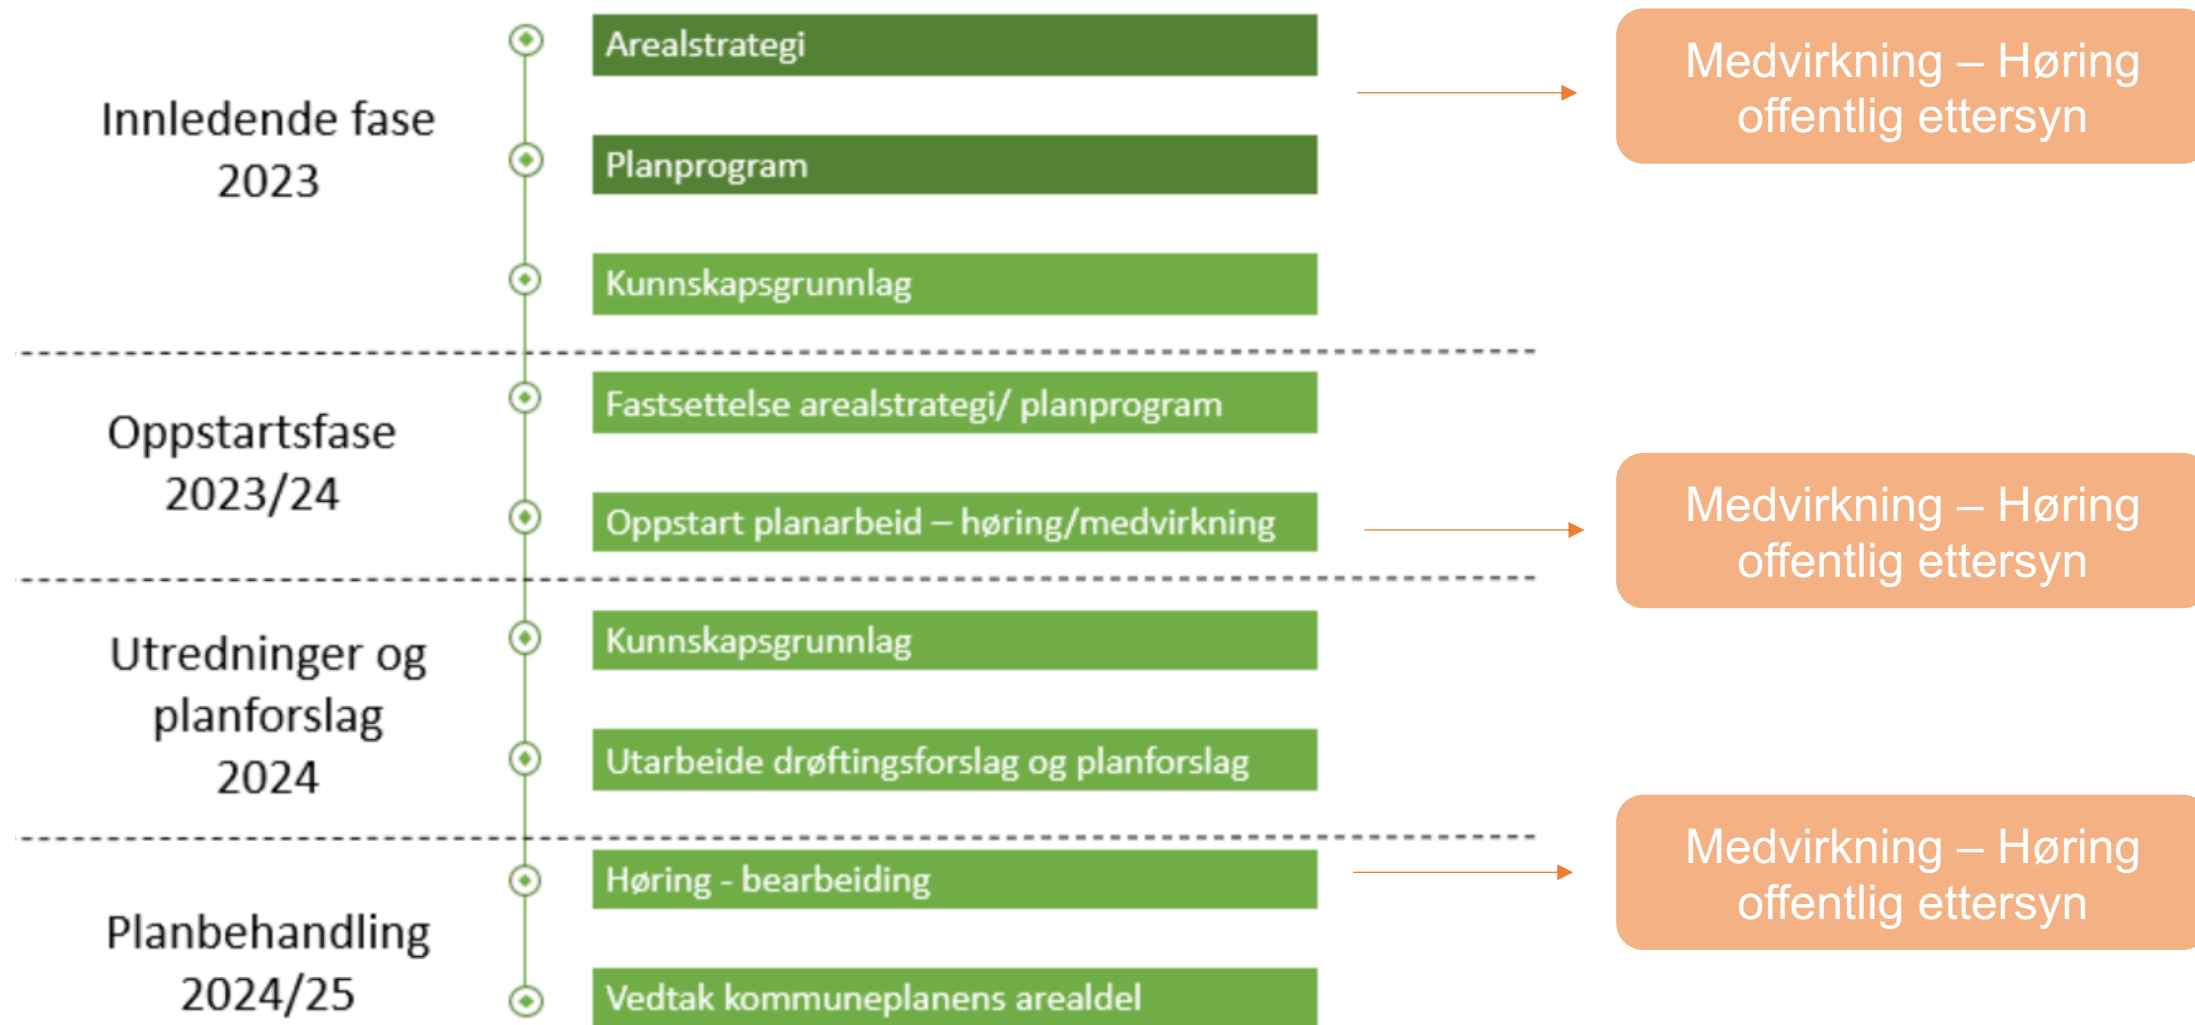 Innledende fase
2023
Arealstrategi
Planprogram
Kunnskapsgrunnlag
Medvirkning – Høring
offentlig ettersyn
Oppstartsfase
2023/24
Fastsettelse arealstrategi/ planprogram
Oppstart planarbeid – høring/medvirkning
Medvirkning – Høring
offentlig ettersyn
Utredninger og
planforslag
2024
Kunnskapsgrunnlag
Utarbeide drøftingsforslag og planforslag
Planbehandling
2024/25
Høring - bearbeiding
Vedtak kommuneplanens arealdel
Medvirkning – Høring
offentlig ettersyn